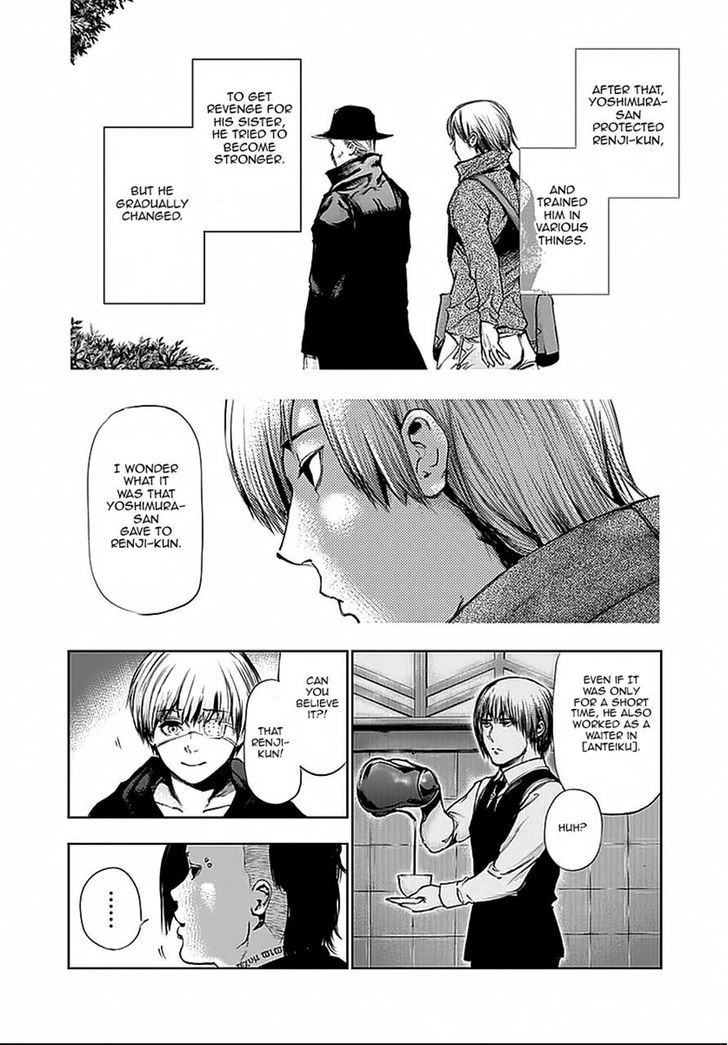 AFTER THAT,
YOSHIMURA-
SAN
PROTECTED
RENJI-KUN,
AND
TRAINED
HIM IN
VARIOUS
THINGS.
TO GET
REVENGE FOR
HIS SISTER,
HE TRIED TO
BECOME
STRONGER.
BUT HE
GRADUALLY
CHANGED.
I WONDER
WHAT IT
WAS THAT
YOSHIMURA-
SAN
GAVE TO
RENJI-KUN.
EVEN IF IT
WAS ONLY
FOR A SHORT
TIME, HE ALSO
WORKED AS A
WAITER IN
[ANTEIKU].
HUH?
CAN
YOU
BELIEVE
IT?!
THAT
RENJI-
KUN!
......